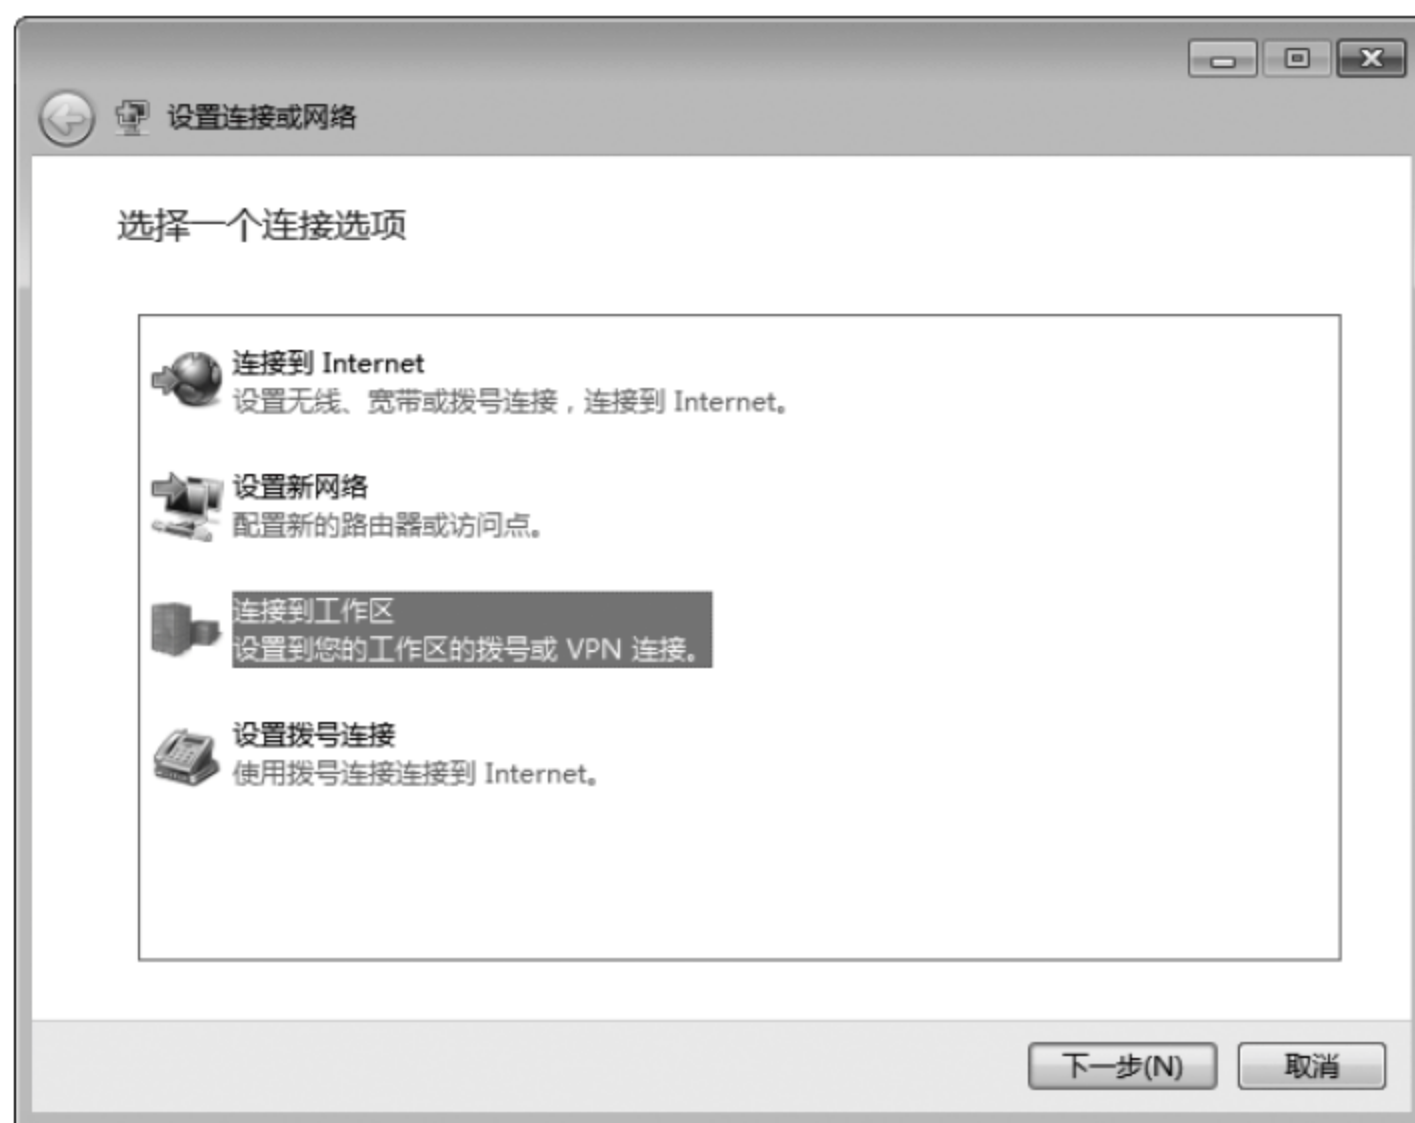 设置连接或网络
选择一个连接选项
连接到 Internet
设置无线、宽带或拨号连接，连接到 Internet。
设置新网络
配置新的路由器或访问点。
连接到工作区
设置到您的工作区的拨号或 VPN 连接。
设置拨号连接
使用拨号连接连接到 Internet。
下一步(N)
取消